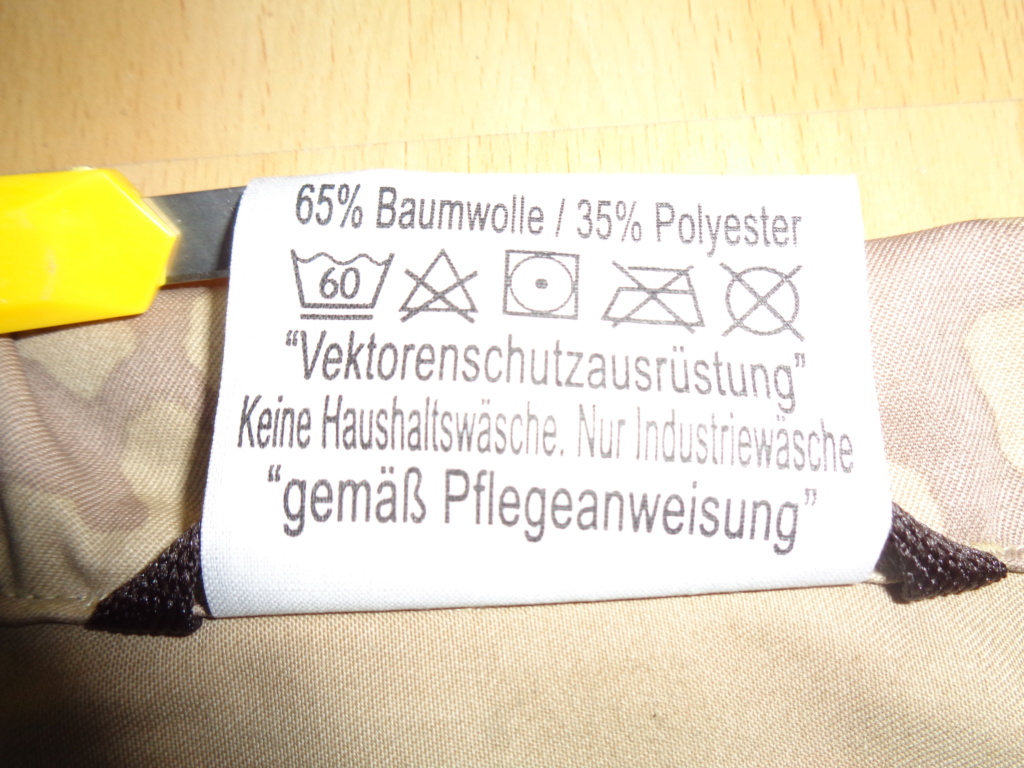 65% Baumwolle / 35% Polyester
60
“Vektorenschutzausrüstung”
Keine Haushaltswäsche. Nur Industriewäsche
“gemäß Pflegeanweisung”